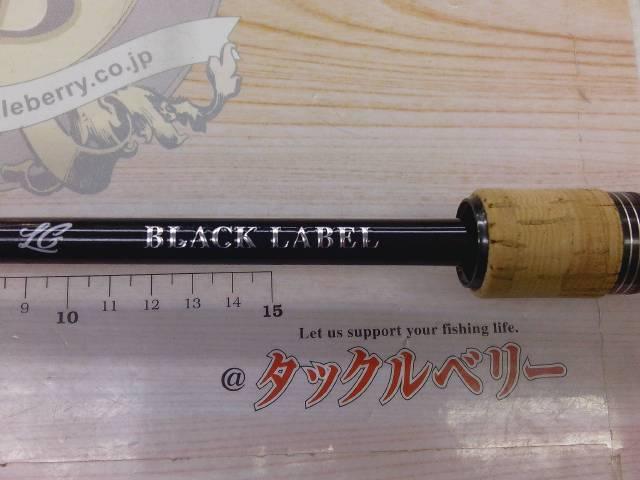 B
leberry.co.jp
LG BLACK LABEL
9 10 11 12 13 14 15
Let us support your fishing life.
@タックルベリー